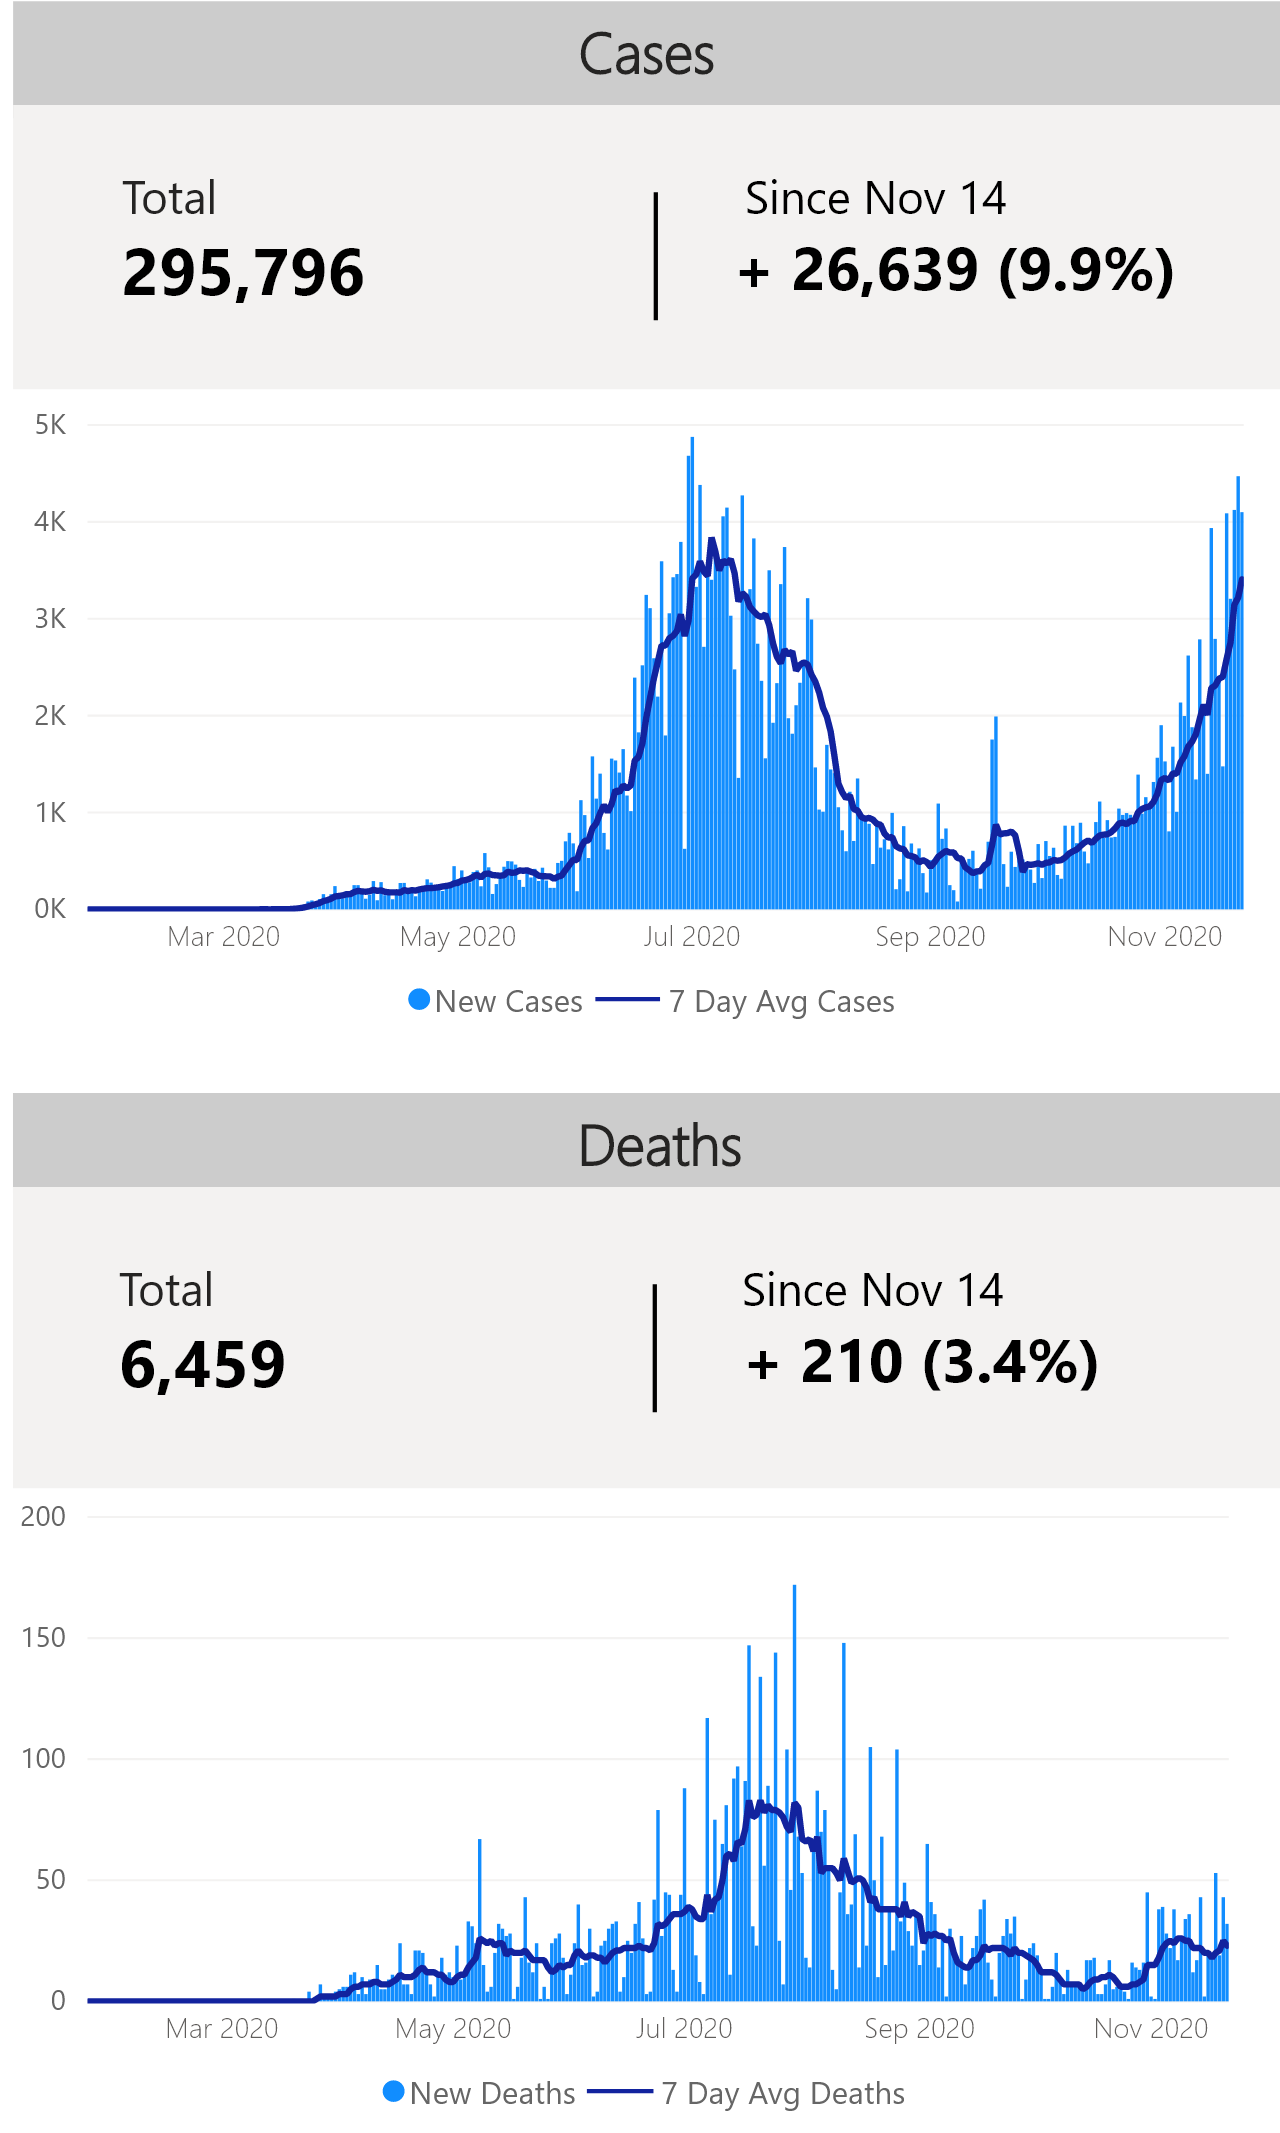 Cases
Total
295,796
Since Nov 14
+ 26,639 (9.9%)
5K
4K
3K
2K
1K
0K
Mar 2020 May 2020 Jul 2020 Sep 2020 Nov 2020
New Cases 7 Day Avg Cases
Deaths
Total
6,459
Since Nov 14
+ 210 (3.4%)
200
150
100
50
0
Mar 2020 May 2020 Jul 2020 Sep 2020 Nov 2020
New Deaths 7 Day Avg Deaths